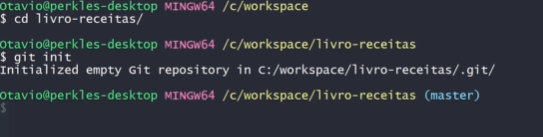 Otavio@perkles-desktop MINGW64 /c/workspace
$ cd livro-receitas/
Otavio@perkles-desktop MINGW64 /c/workspace/livro-receitas
$ git init
Initialized empty Git repository in C:/workspace/livro-receitas/.git/
Otavio@perkles-desktop MINGW64 /c/workspace/livro-receitas (master)
$